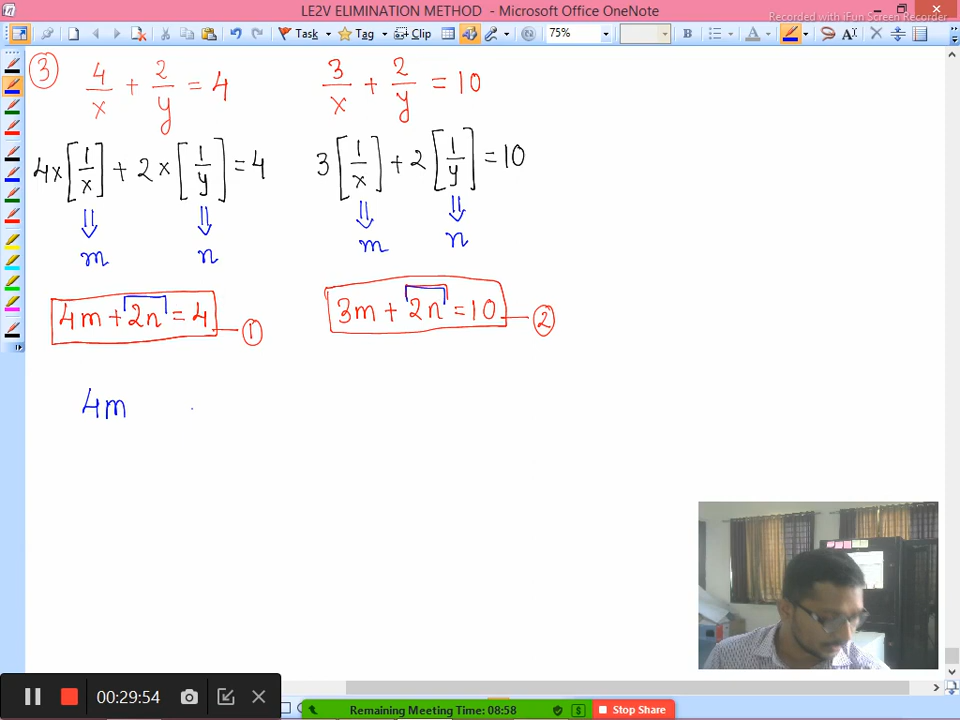 LE2V ELIMINATION METHOD - Microsoft Office OneNote
Recorded with iFun Screen Recorder
Task Tag Clip 75% B A A
③ 4/x + 2/y = 4 3/x + 2/y = 10
4×[1/x] + 2×[1/y] = 4 3[1/x] + 2[1/y] = 10
⇓ ⇓ ⇓ ⇓
m n m n
4m + 2n = 4 — ① 3m + 2n = 10 — ②
4m
00:29:54
Remaining Meeting Time: 08:58 $ Stop Share